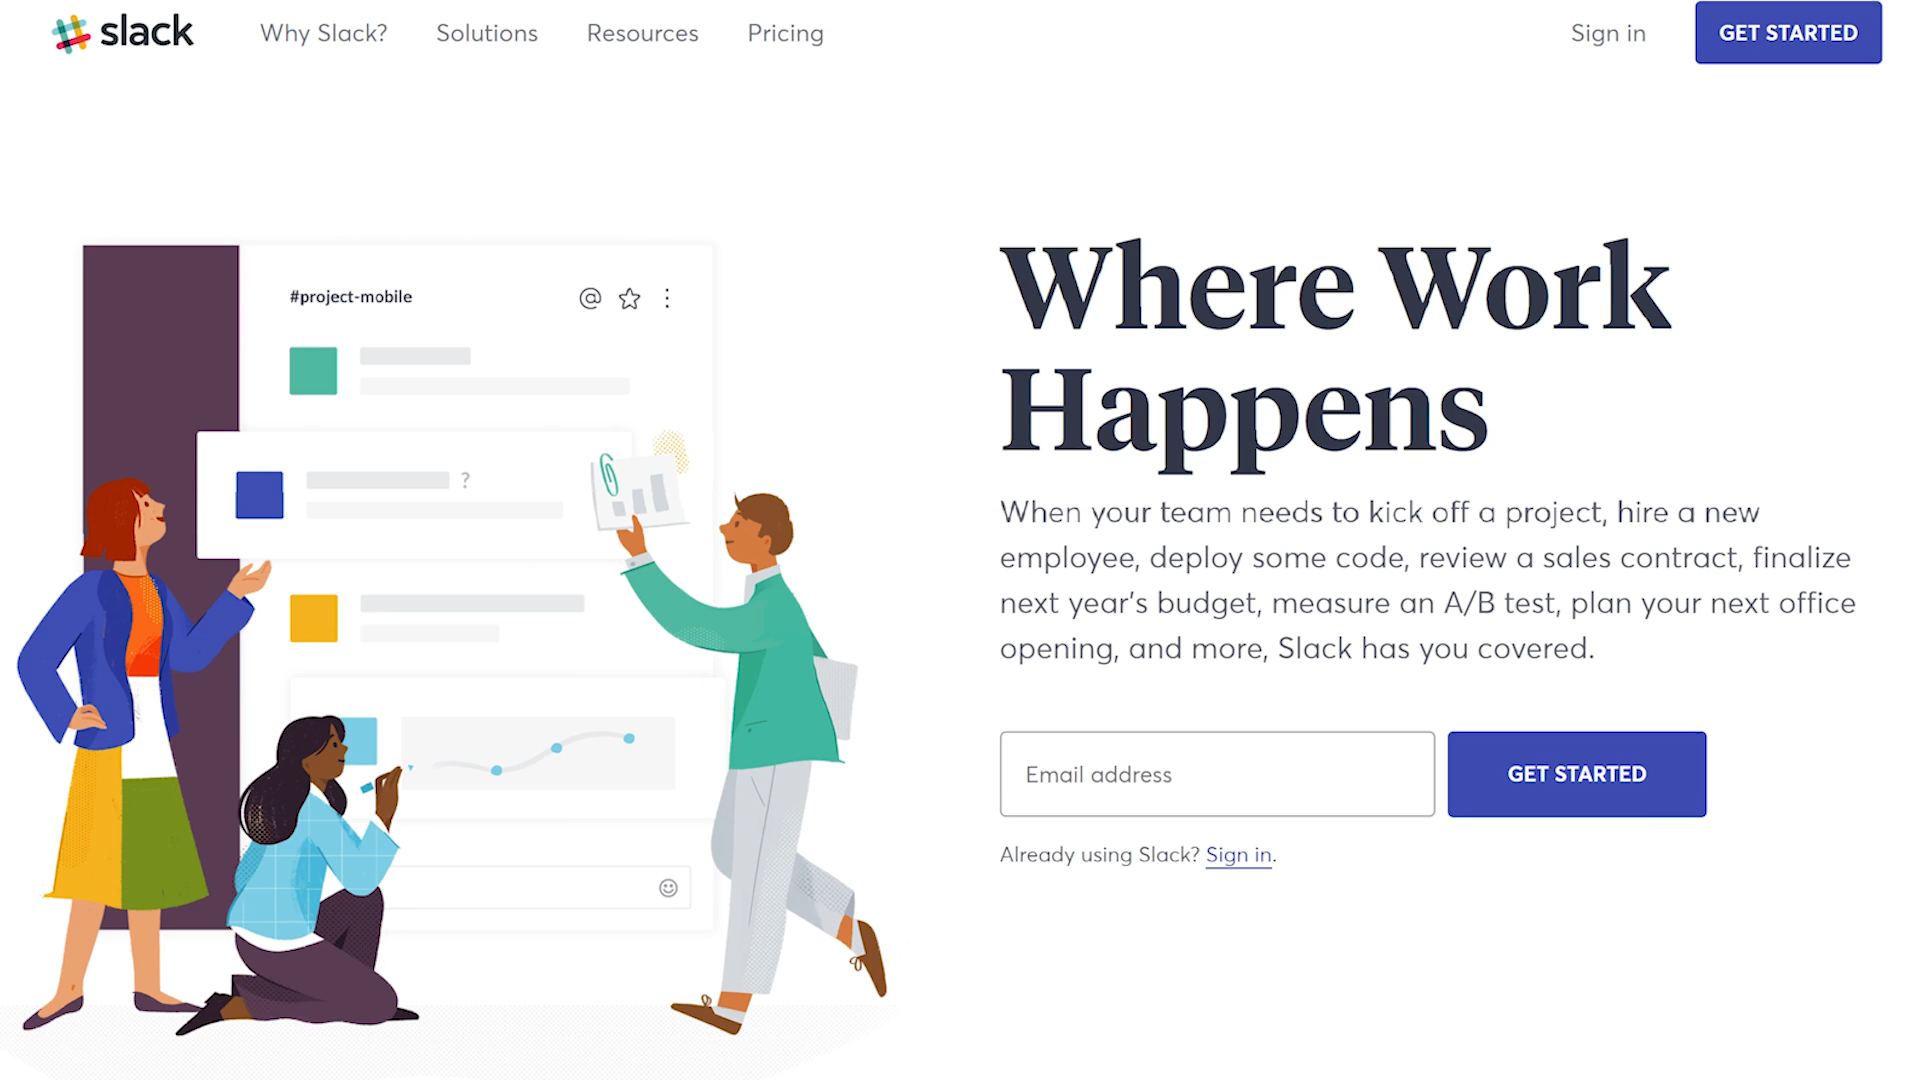 slack
Why Slack?
Solutions
Resources
Pricing
Sign in
GET STARTED
#project-mobile
?
Where Work
Happens
When your team needs to kick off a project, hire a new
employee, deploy some code, review a sales contract, finalize
next year's budget, measure an A/B test, plan your next office
opening, and more, Slack has you covered.
Email address
GET STARTED
Already using Slack? Sign in.